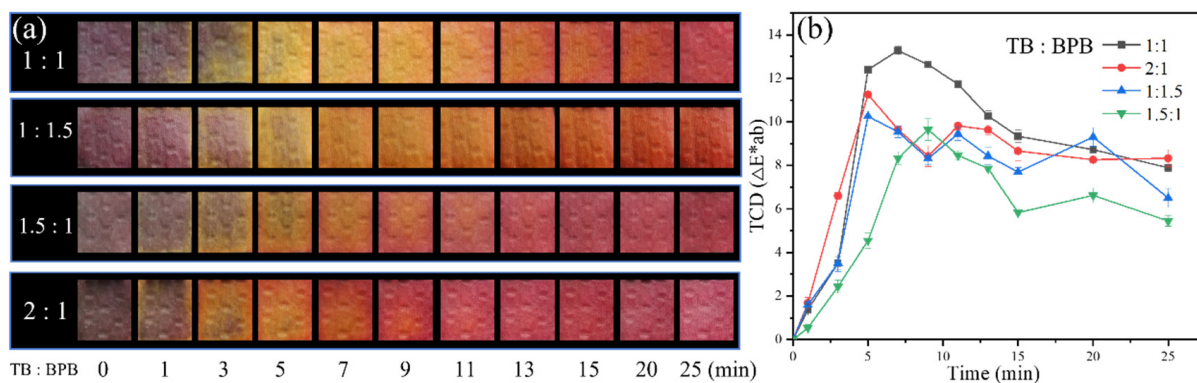 (a)
1 : 1
1 : 1.5
1.5 : 1
2 : 1
TB : BPB 0 1 3 5 7 9 11 13 15 20 25 (min)
(b)
TB : BPB
1:1
2:1
1:1.5
1.5:1
TCD (△E*ab)
14
12
10
8
6
4
2
0
0 5 10 15 20 25
Time (min)